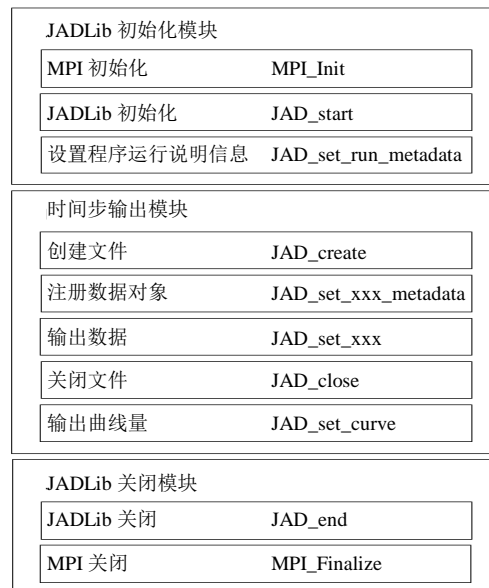 JADLib 初始化模块
MPI 初始化 MPI_Init
JADLib 初始化 JAD_start
设置程序运行说明信息 JAD_set_run_metadata
时间步输出模块
创建文件 JAD_create
注册数据对象 JAD_set_xxx_metadata
输出数据 JAD_set_xxx
关闭文件 JAD_close
输出曲线量 JAD_set_curve
JADLib 关闭模块
JADLib 关闭 JAD_end
MPI 关闭 MPI_Finalize